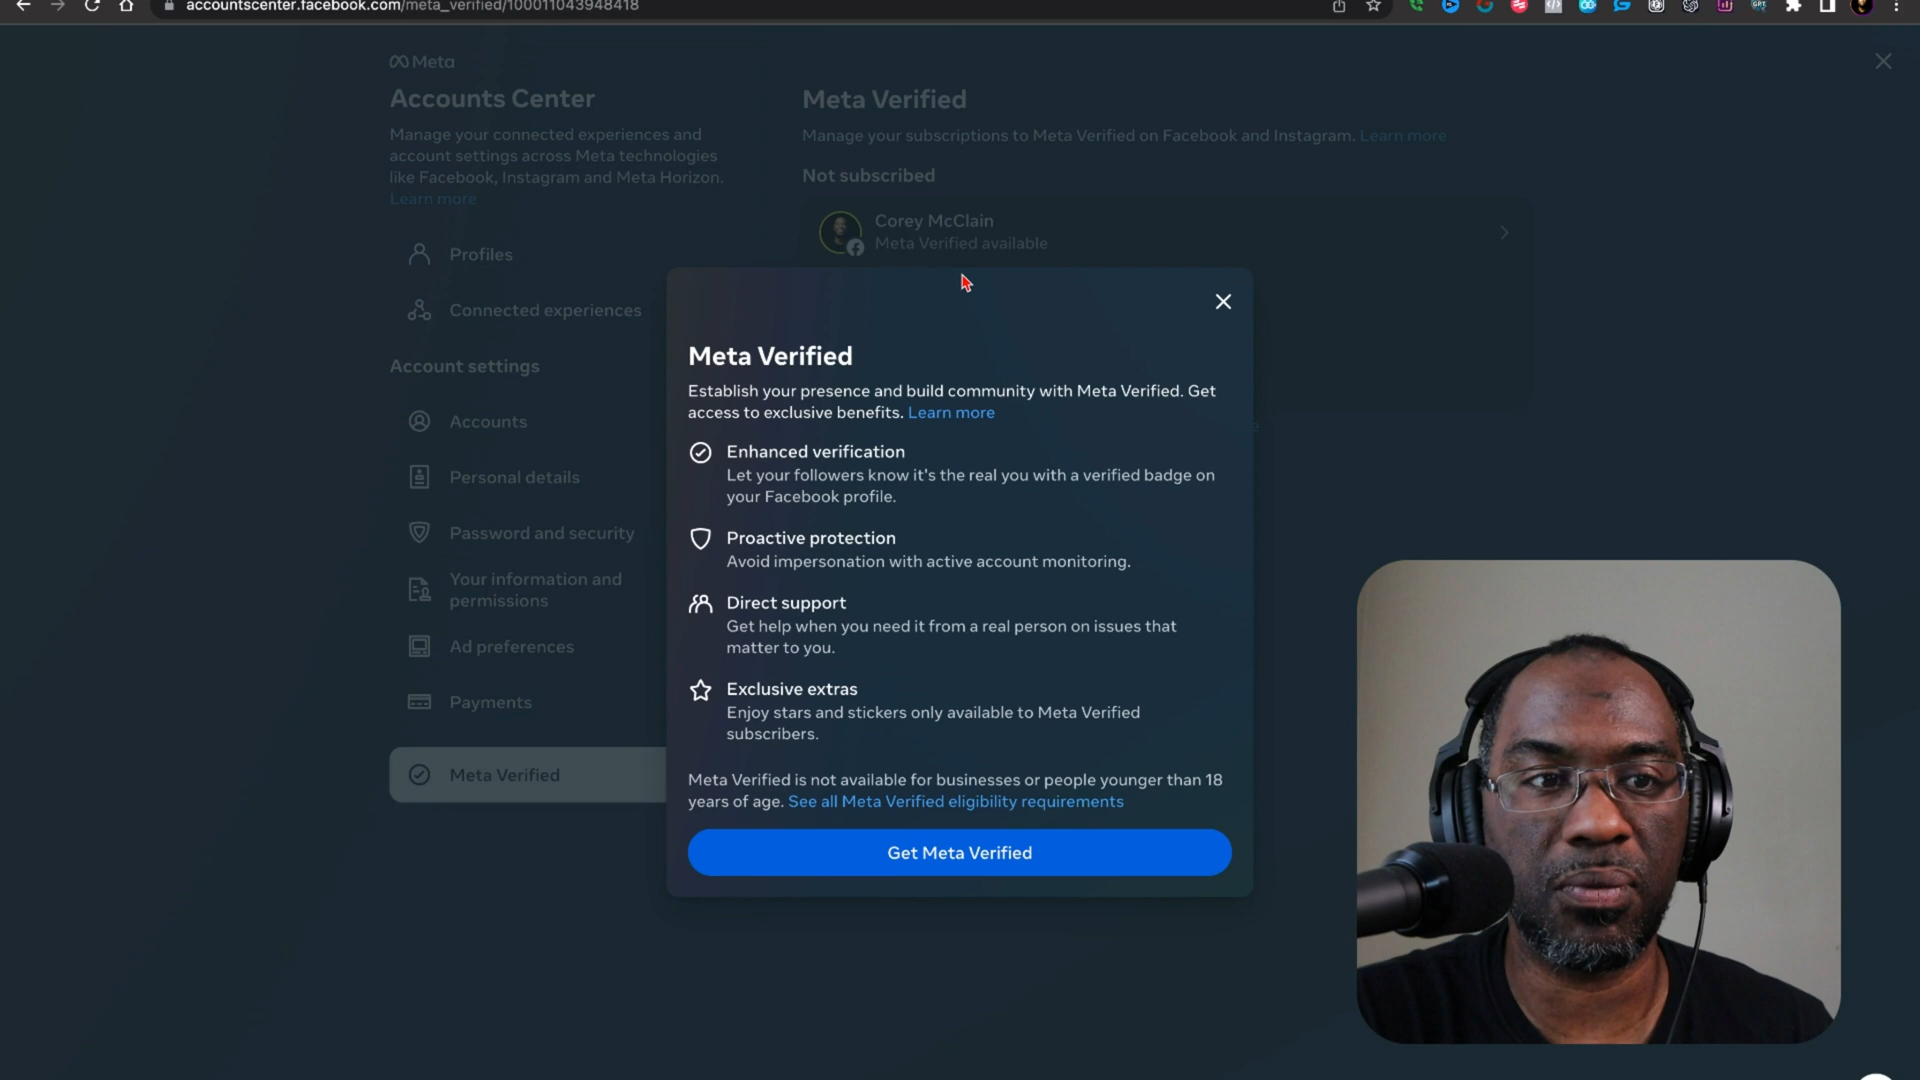 accountscenter.facebook.com/meta_verified/100011043948418
Meta
Accounts Center
Manage your connected experiences and
account settings across Meta technologies
like Facebook, Instagram and Meta Horizon.
Learn more
Profiles
Connected experiences
Account settings
Accounts
Personal details
Password and security
Your information and
permissions
Ad preferences
Payments
Meta Verified
Meta Verified
Manage your subscriptions to Meta Verified on Facebook and Instagram. Learn more
Not subscribed
Corey McClain
Meta Verified available
Meta Verified
Establish your presence and build community with Meta Verified. Get
access to exclusive benefits. Learn more
Enhanced verification
Let your followers know it's the real you with a verified badge on
your Facebook profile.
Proactive protection
Avoid impersonation with active account monitoring.
Direct support
Get help when you need it from a real person on issues that
matter to you.
Exclusive extras
Enjoy stars and stickers only available to Meta Verified
subscribers.
Meta Verified is not available for businesses or people younger than 18
years of age. See all Meta Verified eligibility requirements
Get Meta Verified